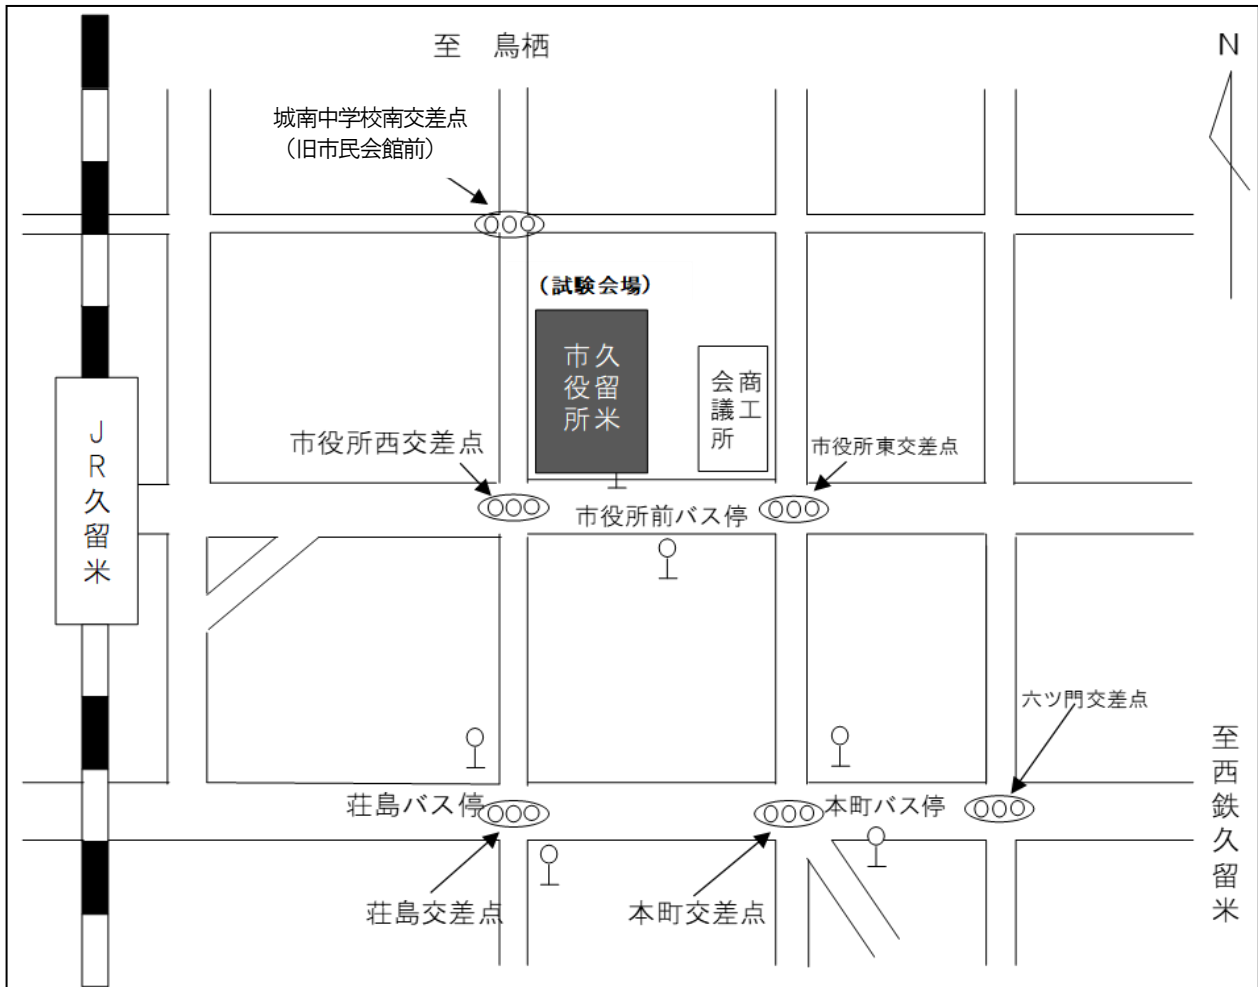 至 鳥栖
N
城南中学校南交差点
（旧市民会館前）
（試験会場）
久留米
市役所
商工
会議所
JR久留米
市役所西交差点
市役所東交差点
市役所前バス停
六ツ門交差点
至西鉄久留米
荘島バス停
本町バス停
荘島交差点
本町交差点